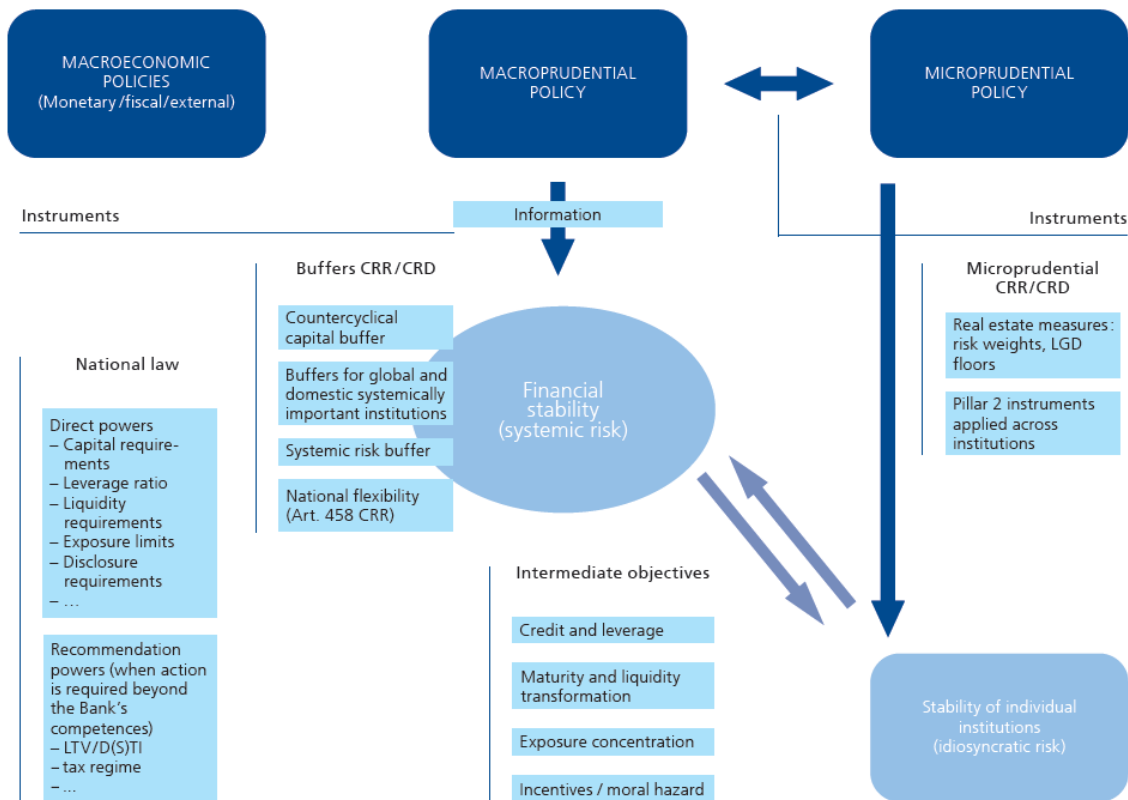 MACROECONOMIC
POLICIES
(Monetary/fiscal/external)
MACROPRUDENTIAL
POLICY
MICROPRUDENTIAL
POLICY
Instruments
Information
Instruments
Buffers CRR/CRD
Countercyclical
capital buffer
Buffers for global and
domestic systemically
important institutions
Systemic risk buffer
National flexibility
(Art. 458 CRR)
National law
Direct powers
– Capital require-
ments
– Leverage ratio
– Liquidity
requirements
– Exposure limits
– Disclosure
requirements
– ...
Recommendation
powers (when action
is required beyond
the Bank's
competences)
– LTV/D(S)TI
– tax regime
– ...
Financial
stability
(systemic risk)
Microprudential
CRR/CRD
Real estate measures:
risk weights, LGD
floors
Pillar 2 instruments
applied across
institutions
Intermediate objectives
Credit and leverage
Maturity and liquidity
transformation
Exposure concentration
Incentives / moral hazard
Stability of individual
institutions
(idiosyncratic risk)